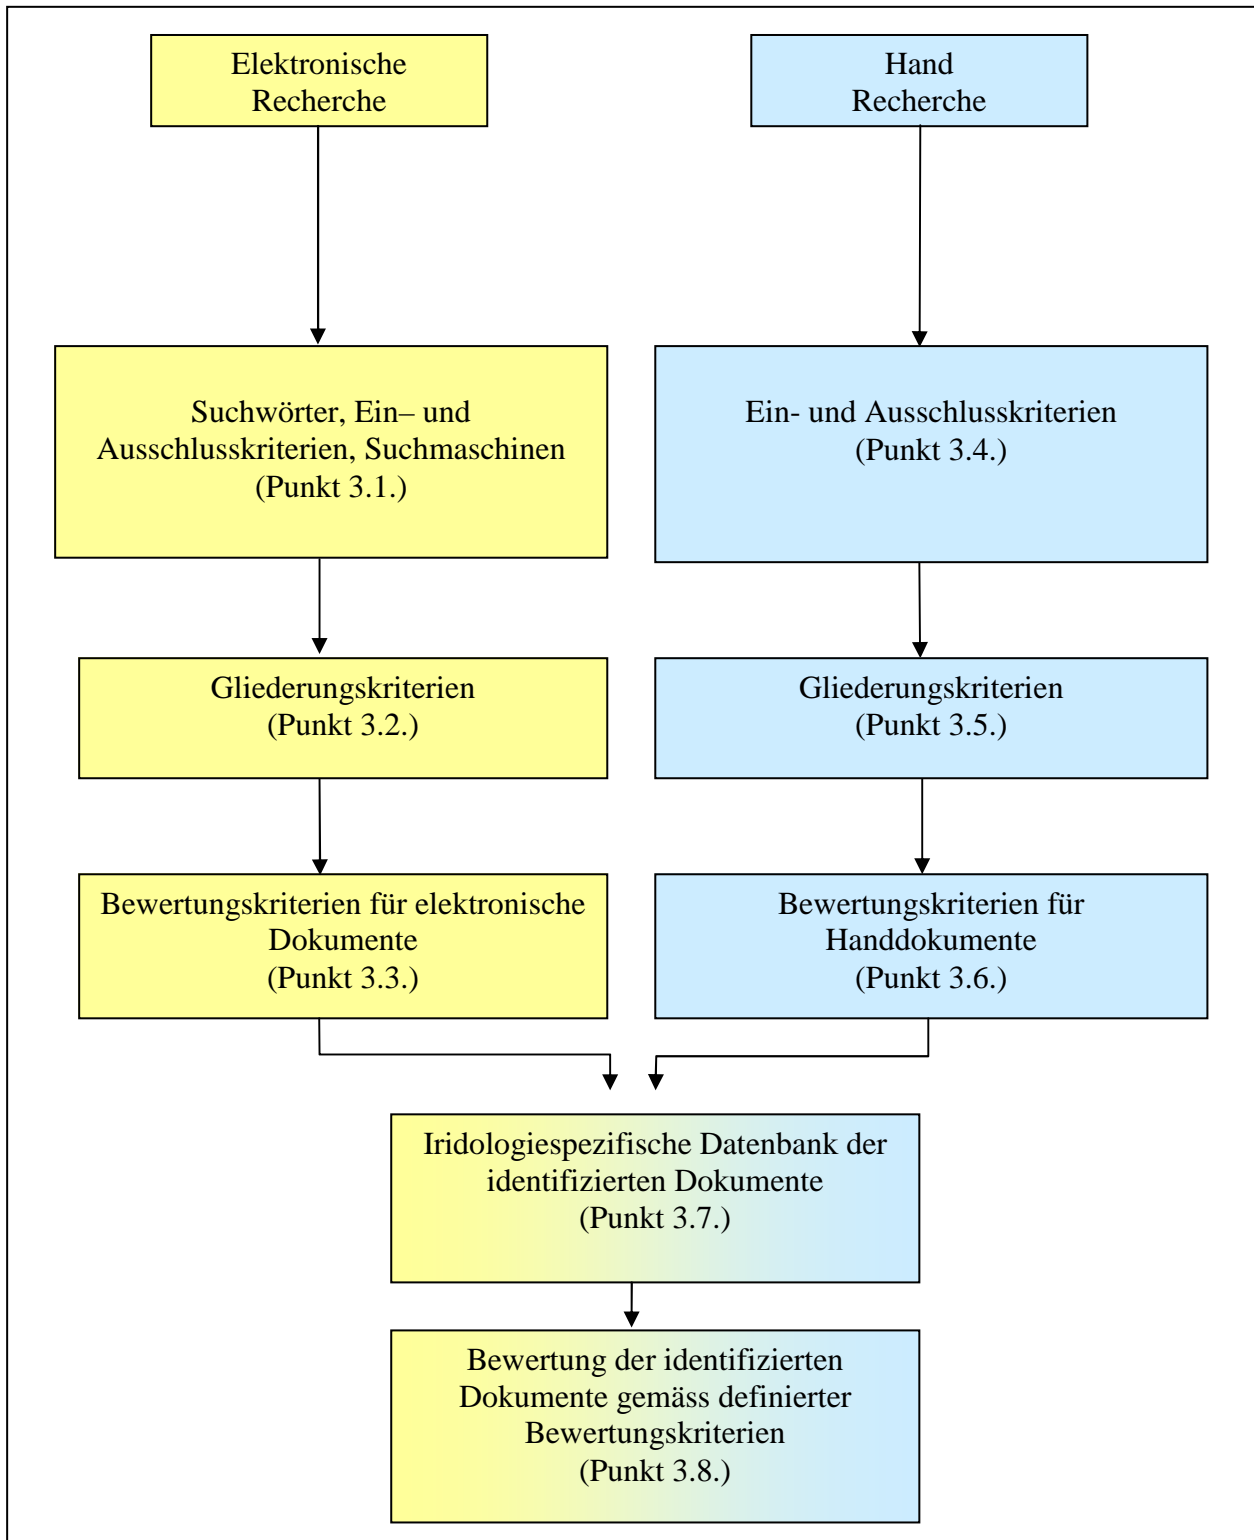 Elektronische
Recherche
Hand
Recherche
Suchwörter, Ein– und
Ausschlusskriterien, Suchmaschinen
(Punkt 3.1.)
Ein- und Ausschlusskriterien
(Punkt 3.4.)
Gliederungskriterien
(Punkt 3.2.)
Gliederungskriterien
(Punkt 3.5.)
Bewertungskriterien für elektronische
Dokumente
(Punkt 3.3.)
Bewertungskriterien für
Handdokumente
(Punkt 3.6.)
Iridologiespezifische Datenbank der
identifizierten Dokumente
(Punkt 3.7.)
Bewertung der identifizierten
Dokumente gemäss definierter
Bewertungskriterien
(Punkt 3.8.)